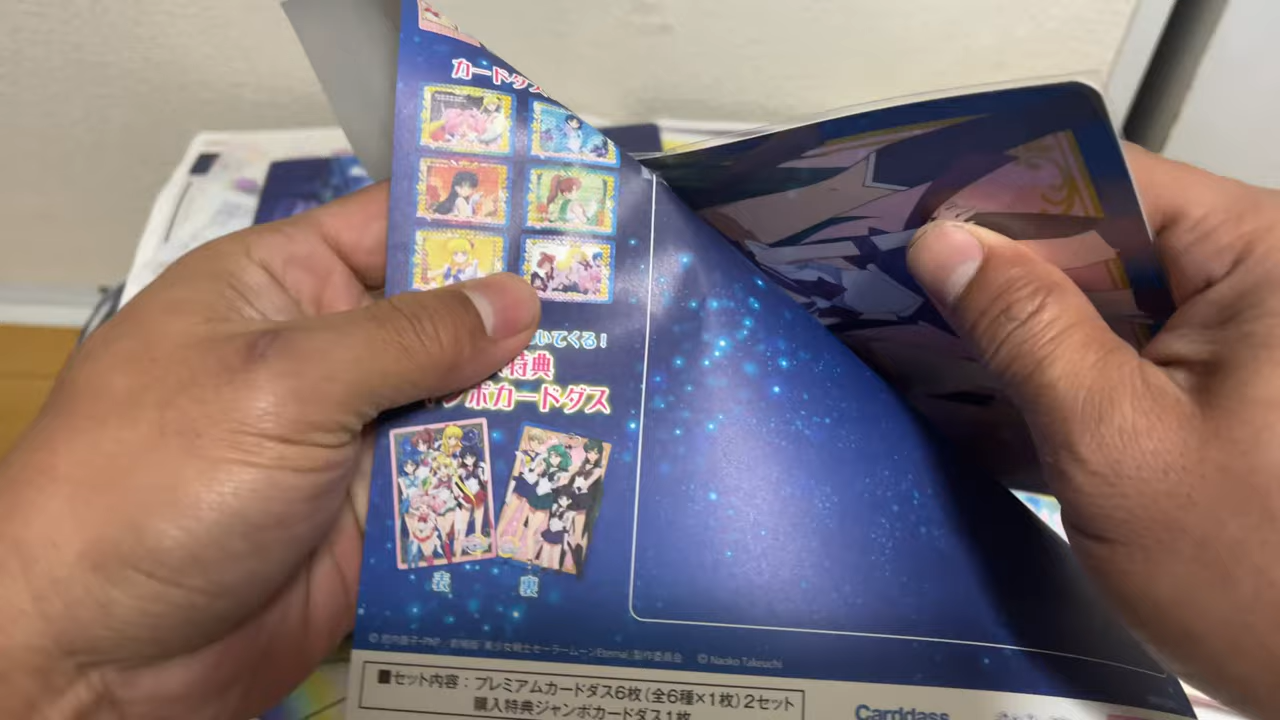 カードダス
いてくる!
特典
ンボカードダス
表
裏
©武内直子・PNP/劇場版「美少女戦士セーラームーンEternal」製作委員会 © Naoko Takeuchi
■セット内容:プレミアムカードダス6枚(全6種×1枚)2セット
購入特典ジャンボカードダス1枚
Carddass